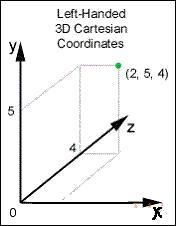 Left-Handed
3D Cartesian
Coordinates
y
(2, 5, 4)
5
z
4
0
x